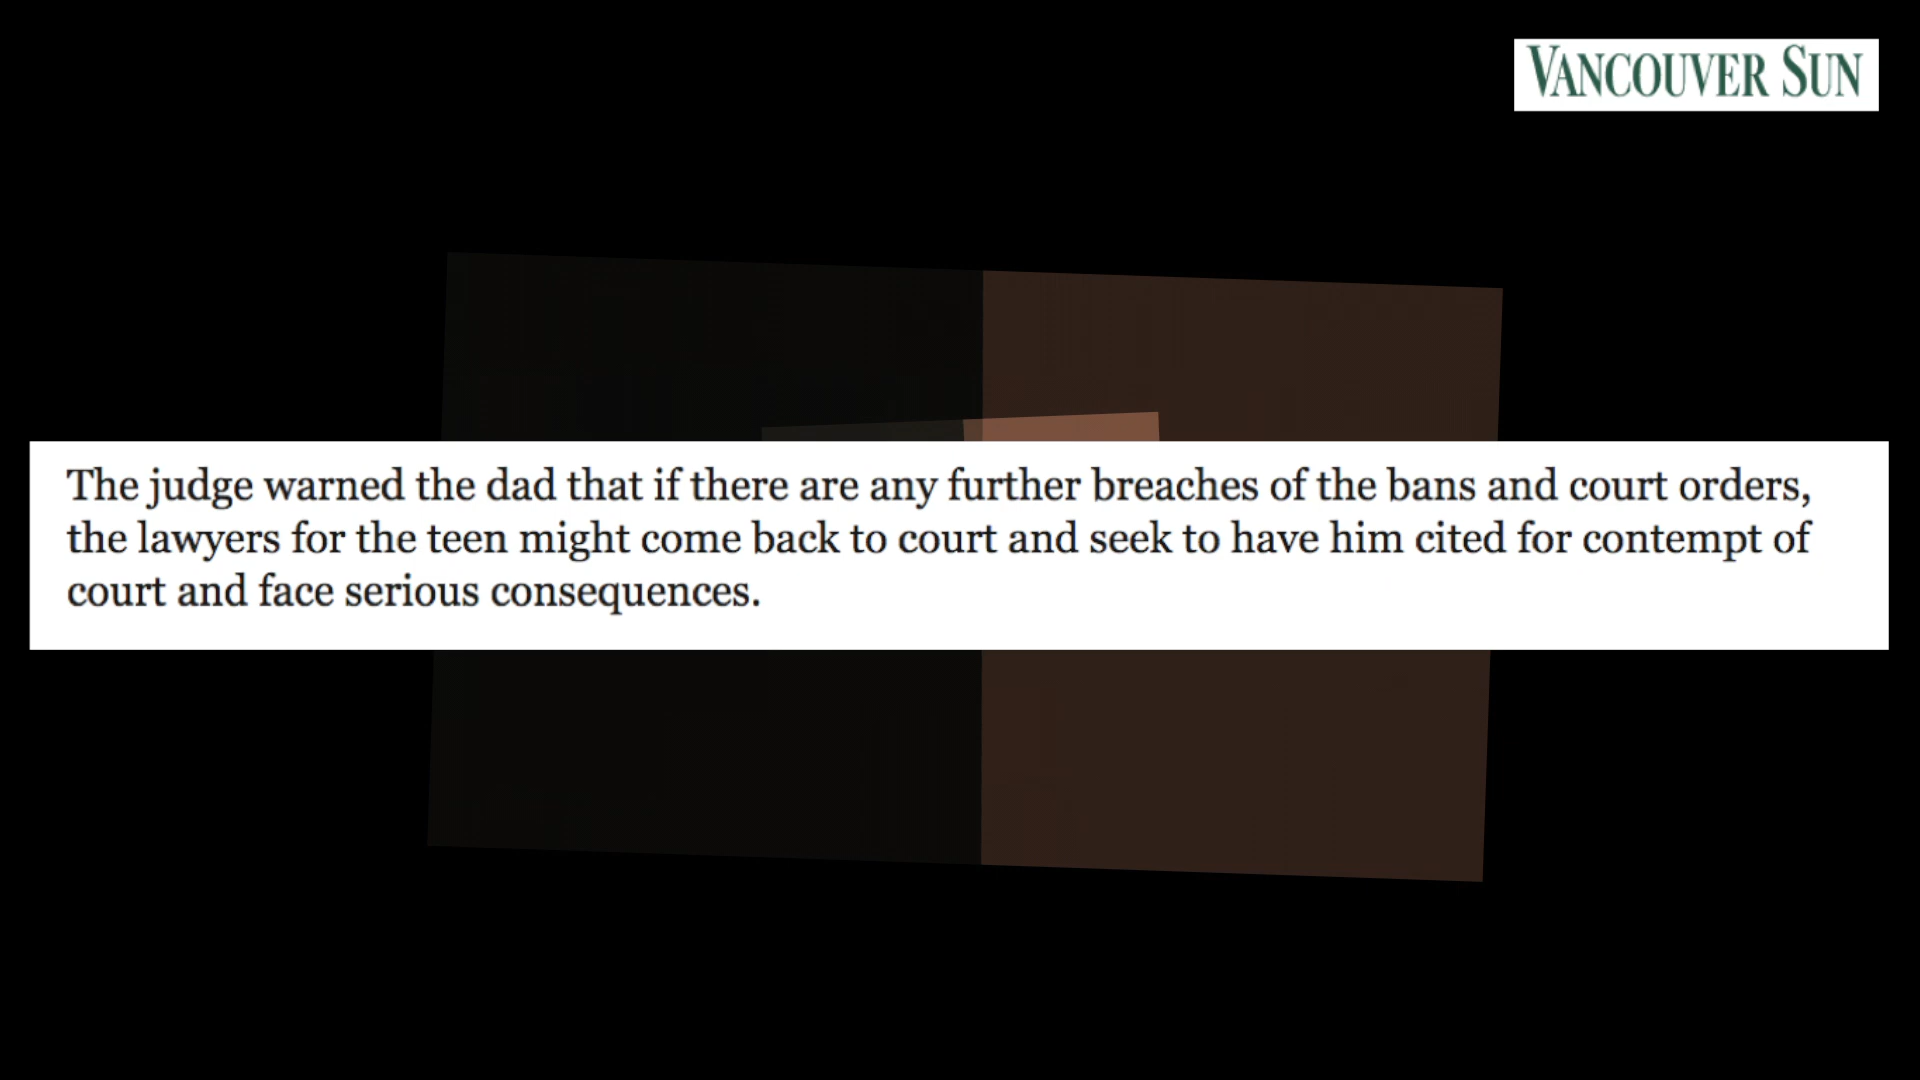 VANCOUVER SUN
The judge warned the dad that if there are any further breaches of the bans and court orders,
the lawyers for the teen might come back to court and seek to have him cited for contempt of
court and face serious consequences.